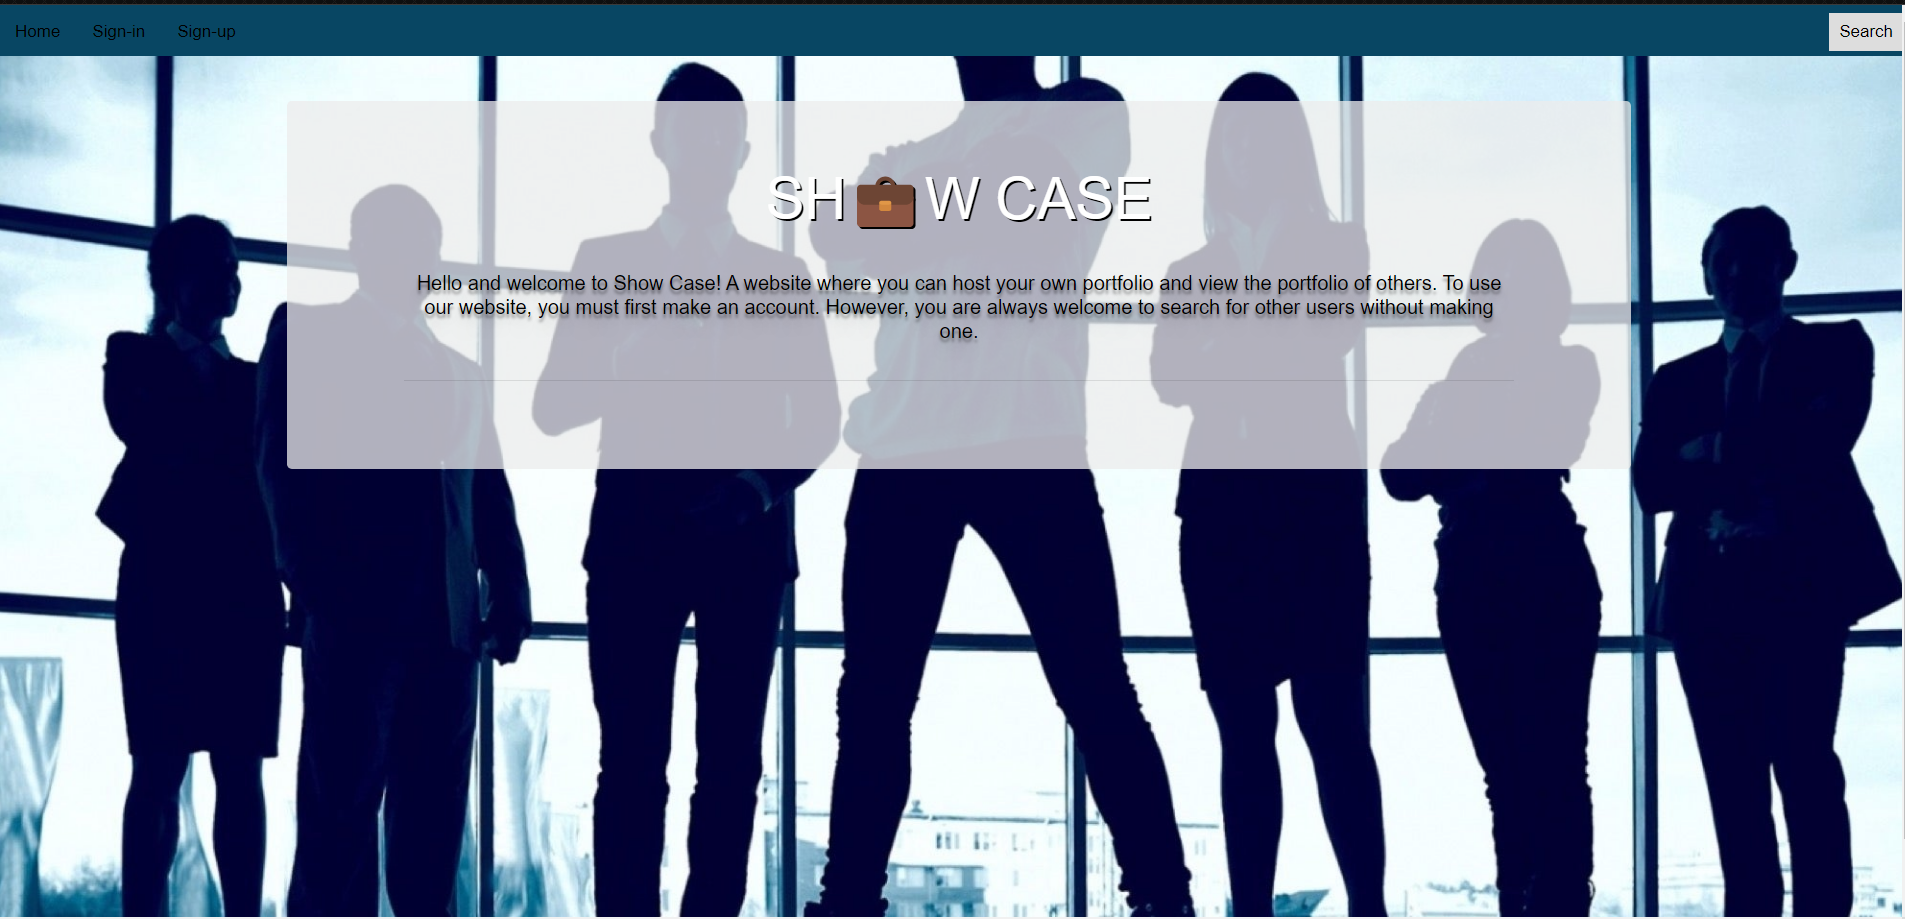 Home Sign-in Sign-up Search
SH💼W CASE
Hello and welcome to Show Case! A website where you can host your own portfolio and view the portfolio of others. To use
our website, you must first make an account. However, you are always welcome to search for other users without making
one.